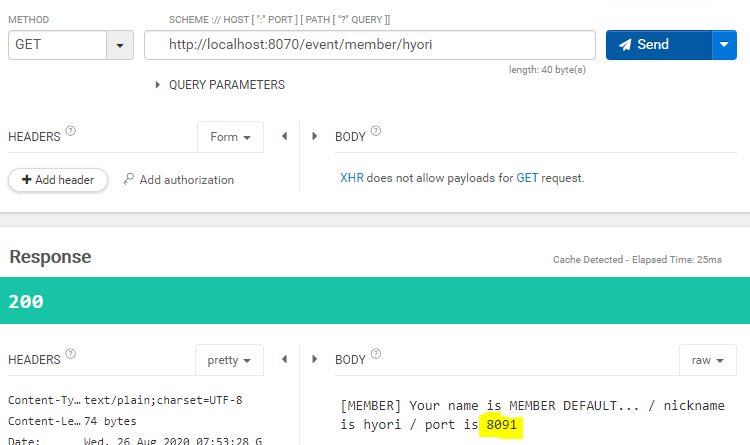 METHOD
SCHEME :// HOST [ ":" PORT ] [ PATH [ "?" QUERY ]]
GET
http://localhost:8070/event/member/hyori
Send
length: 40 byte(s)
QUERY PARAMETERS
HEADERS ?
Form
BODY ?
+ Add header
Add authorization
XHR does not allow payloads for GET request.
Response
Cache Detected - Elapsed Time: 25ms
200
HEADERS ?
pretty
BODY ?
raw
Content-Ty… text/plain;charset=UTF-8
Content-Le… 74 bytes
Date: Wed, 26 Aug 2020 07:53:28 G
[MEMBER] Your name is MEMBER DEFAULT... / nickname
is hyori / port is 8091